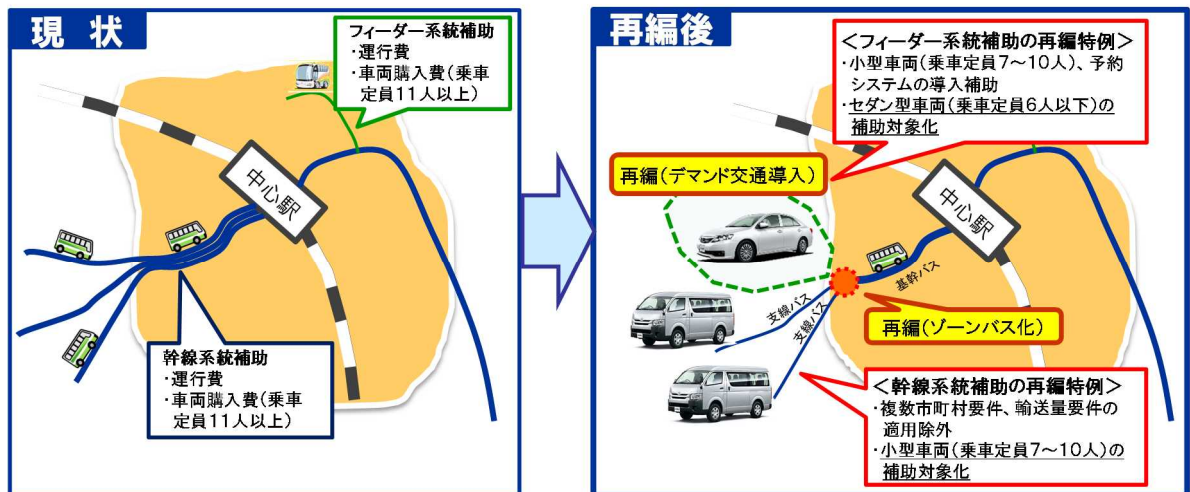 現 状
フィーダー系統補助
・運行費
・車両購入費(乗車
定員11人以上)
中心駅
幹線系統補助
・運行費
・車両購入費(乗車
定員11人以上)
再編後
<フィーダー系統補助の再編特例>
・小型車両(乗車定員7~10人)、予約
システムの導入補助
・セダン型車両(乗車定員6人以下)の
補助対象化
再編(デマンド交通導入)
中心駅
基幹バス
支線バス
支線バス
再編(ゾーンバス化)
<幹線系統補助の再編特例>
・複数市町村要件、輸送量要件の
適用除外
・小型車両(乗車定員7~10人)の
補助対象化